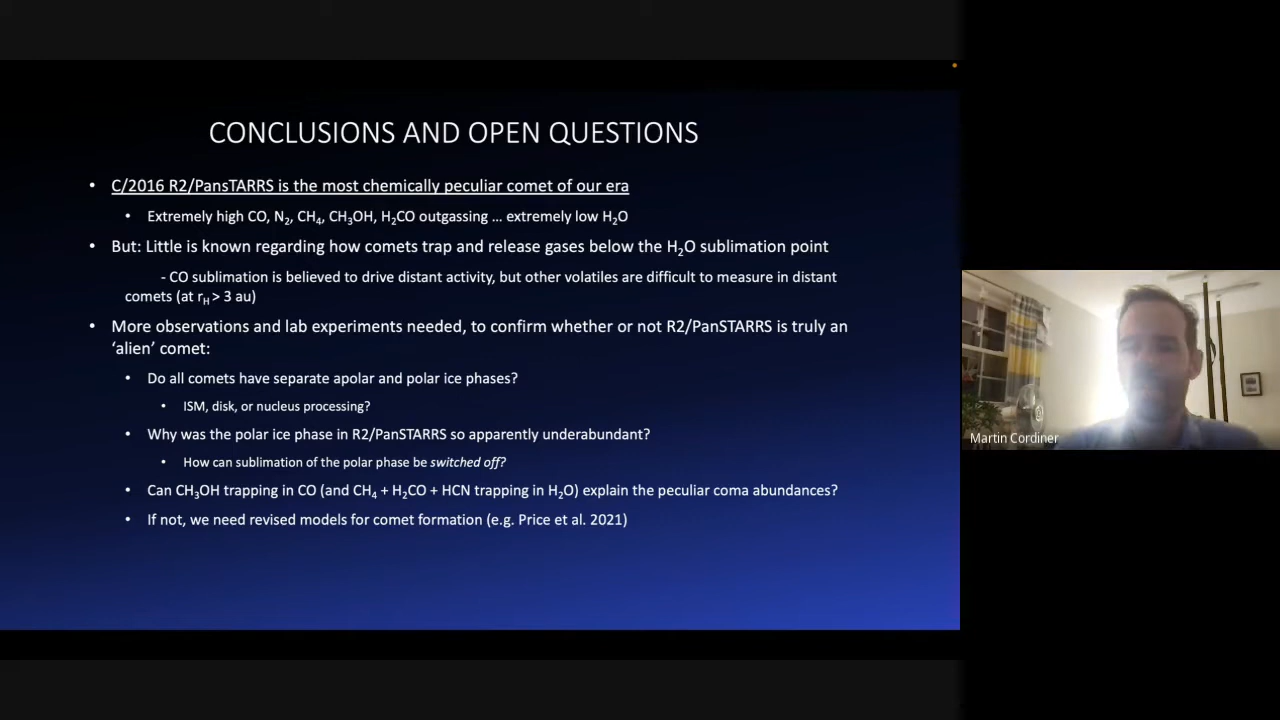 CONCLUSIONS AND OPEN QUESTIONS
• C/2016 R2/PansTARRS is the most chemically peculiar comet of our era
• Extremely high CO, N₂, CH₄, CH₃OH, H₂CO outgassing … extremely low H₂O
• But: Little is known regarding how comets trap and release gases below the H₂O sublimation point
- CO sublimation is believed to drive distant activity, but other volatiles are difficult to measure in distant
comets (at r_H > 3 au)
• More observations and lab experiments needed, to confirm whether or not R2/PanSTARRS is truly an
‘alien’ comet:
• Do all comets have separate apolar and polar ice phases?
• ISM, disk, or nucleus processing?
• Why was the polar ice phase in R2/PanSTARRS so apparently underabundant?
• How can sublimation of the polar phase be switched off?
• Can CH₃OH trapping in CO (and CH₄ + H₂CO + HCN trapping in H₂O) explain the peculiar coma abundances?
• If not, we need revised models for comet formation (e.g. Price et al. 2021)
Martin Cordiner